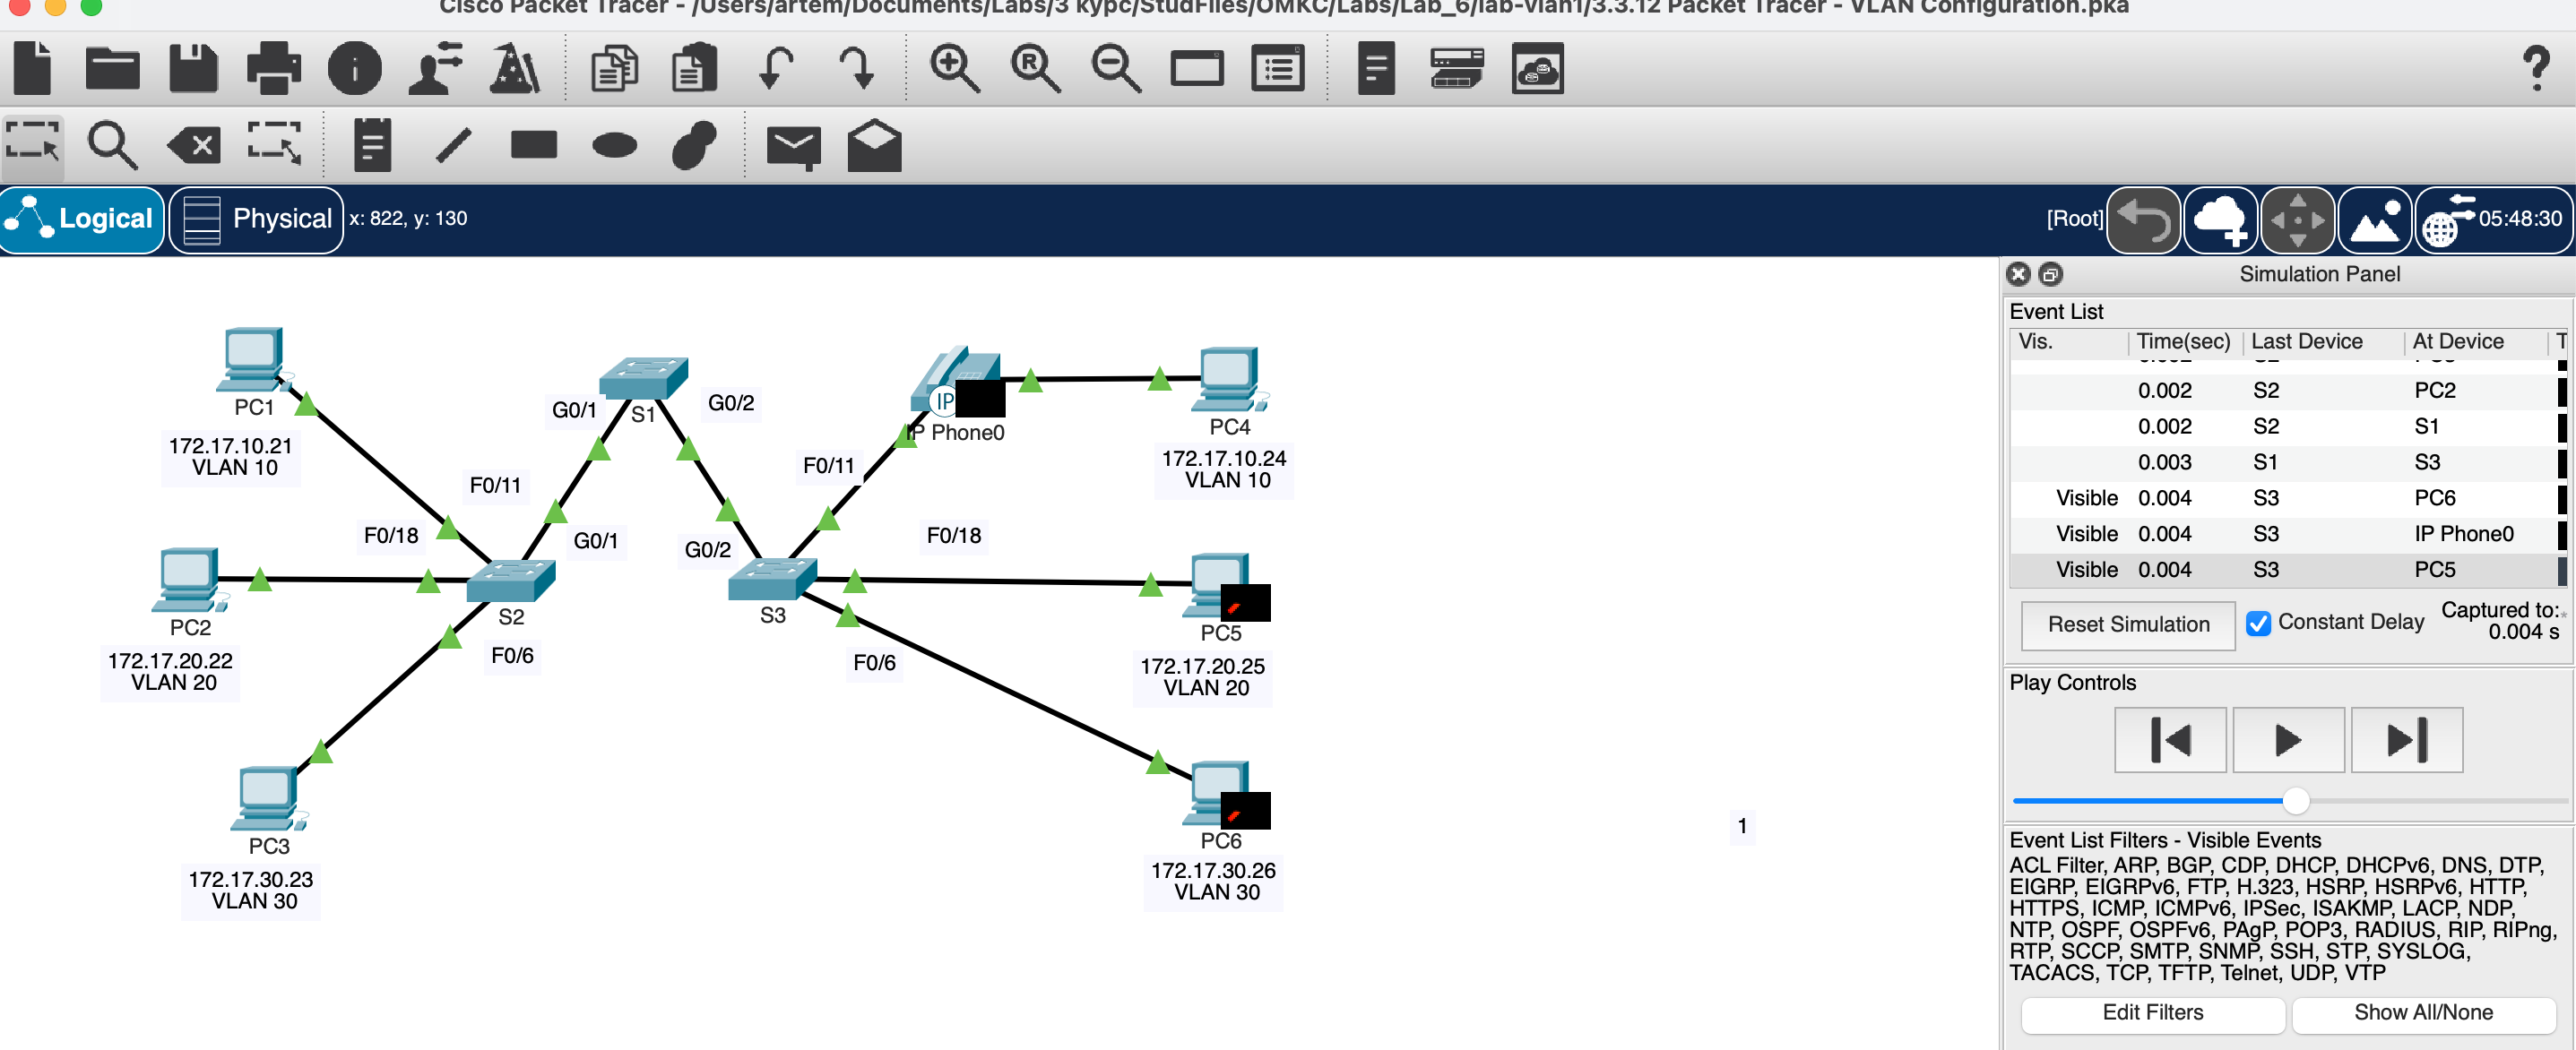 Cisco Packet Tracer - /Users/artem/Documents/Labs/3 курс/StudFiles/OMKC/Labs/Lab_6/lab-vlan1/3.3.12 Packet Tracer - VLAN Configuration.pka
Logical
Physical
x: 822, y: 130
[Root]
05:48:30
PC1
172.17.10.21
VLAN 10
S1
G0/1
G0/2
IP
IP Phone0
PC4
172.17.10.24
VLAN 10
F0/11
F0/11
F0/18
G0/1
G0/2
F0/18
PC2
172.17.20.22
VLAN 20
S2
F0/6
S3
F0/6
PC5
172.17.20.25
VLAN 20
PC3
172.17.30.23
VLAN 30
PC6
172.17.30.26
VLAN 30
1
Simulation Panel
Event List
Vis. Time(sec) Last Device At Device T
0.002 S2 PC2
0.002 S2 S1
0.003 S1 S3
Visible 0.004 S3 PC6
Visible 0.004 S3 IP Phone0
Visible 0.004 S3 PC5
Reset Simulation
Constant Delay
Captured to:*
0.004 s
Play Controls
Event List Filters - Visible Events
ACL Filter, ARP, BGP, CDP, DHCP, DHCPv6, DNS, DTP,
EIGRP, EIGRPv6, FTP, H.323, HSRP, HSRPv6, HTTP,
HTTPS, ICMP, ICMPv6, IPSec, ISAKMP, LACP, NDP,
NTP, OSPF, OSPFv6, PAgP, POP3, RADIUS, RIP, RIPng,
RTP, SCCP, SMTP, SNMP, SSH, STP, SYSLOG,
TACACS, TCP, TFTP, Telnet, UDP, VTP
Edit Filters
Show All/None